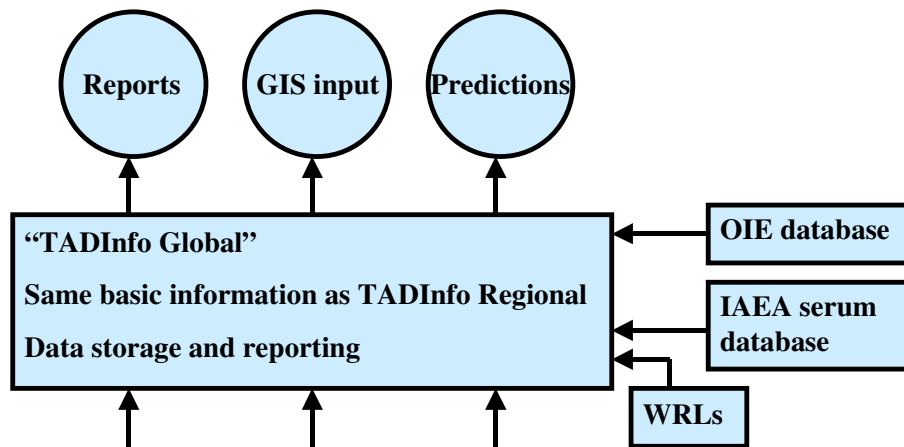 Reports
GIS input
Predictions
“TADInfo Global”
Same basic information as TADInfo Regional
Data storage and reporting
OIE database
IAEA serum
database
WRLs